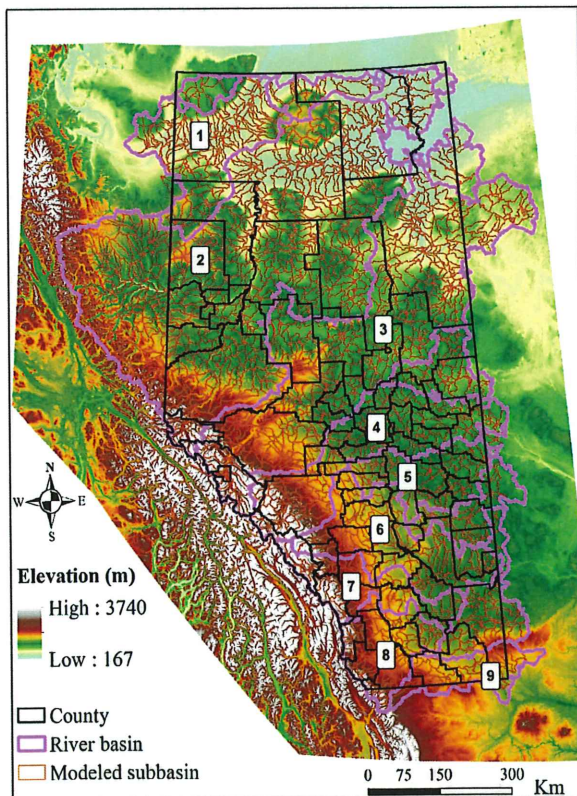 1
2
3
4
5
6
7
8
9
N
W E
S
Elevation (m)
High : 3740
Low : 167
County
River basin
Modeled subbasin
0 75 150 300 Km